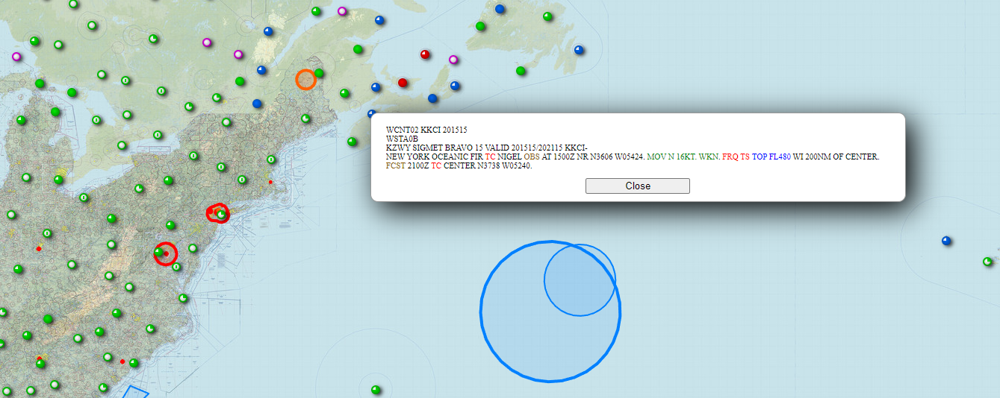 WCNT02 KKCI 201515
WSTA0B
KZWY SIGMET BRAVO 15 VALID 201515/202115 KKCI-
NEW YORK OCEANIC FIR TC NIGEL OBS AT 1500Z NR N3606 W05424. MOV N 16KT. WKN. FRQ TS TOP FL480 WI 200NM OF CENTER.
FCST 2100Z TC CENTER N3738 W05240.
Close